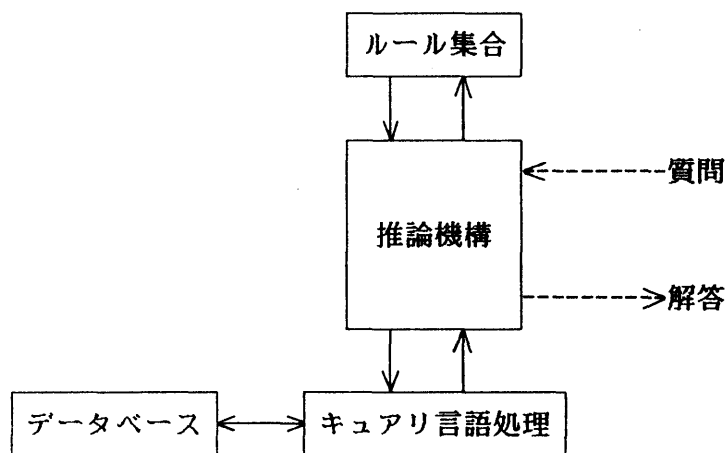 ルール集合
質問
推論機構
解答
データベース
キュアリ言語処理